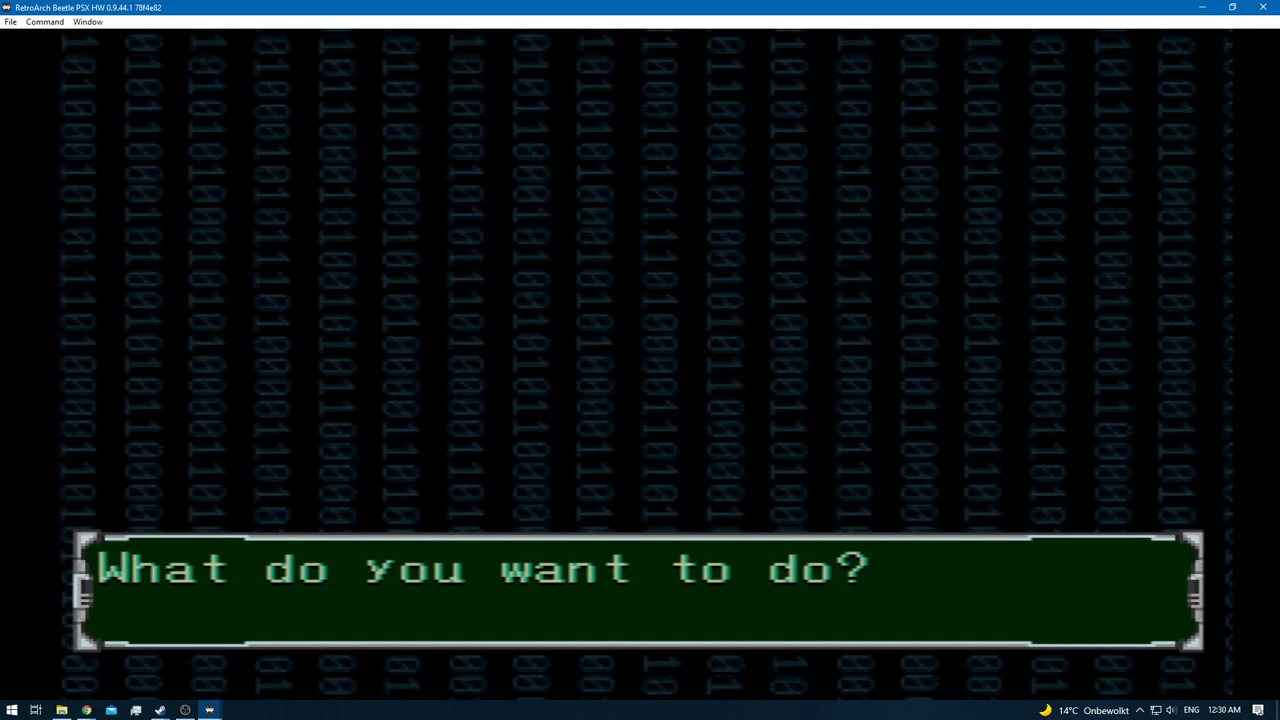 RetroArch Beetle PSX HW 0.9.44.1 78f4e82
File Command Window
What do you want to do?
14°C Onbewolkt ENG 12:30 AM